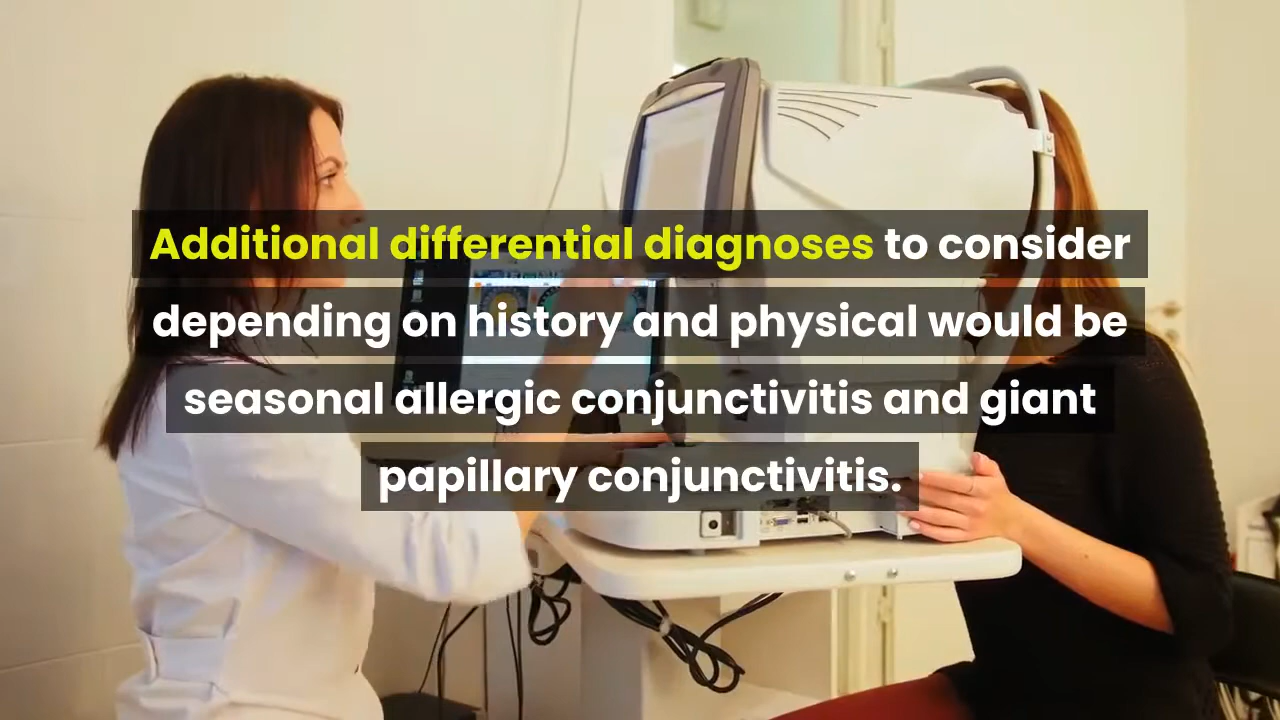 Additional differential diagnoses to consider
depending on history and physical would be
seasonal allergic conjunctivitis and giant
papillary conjunctivitis.